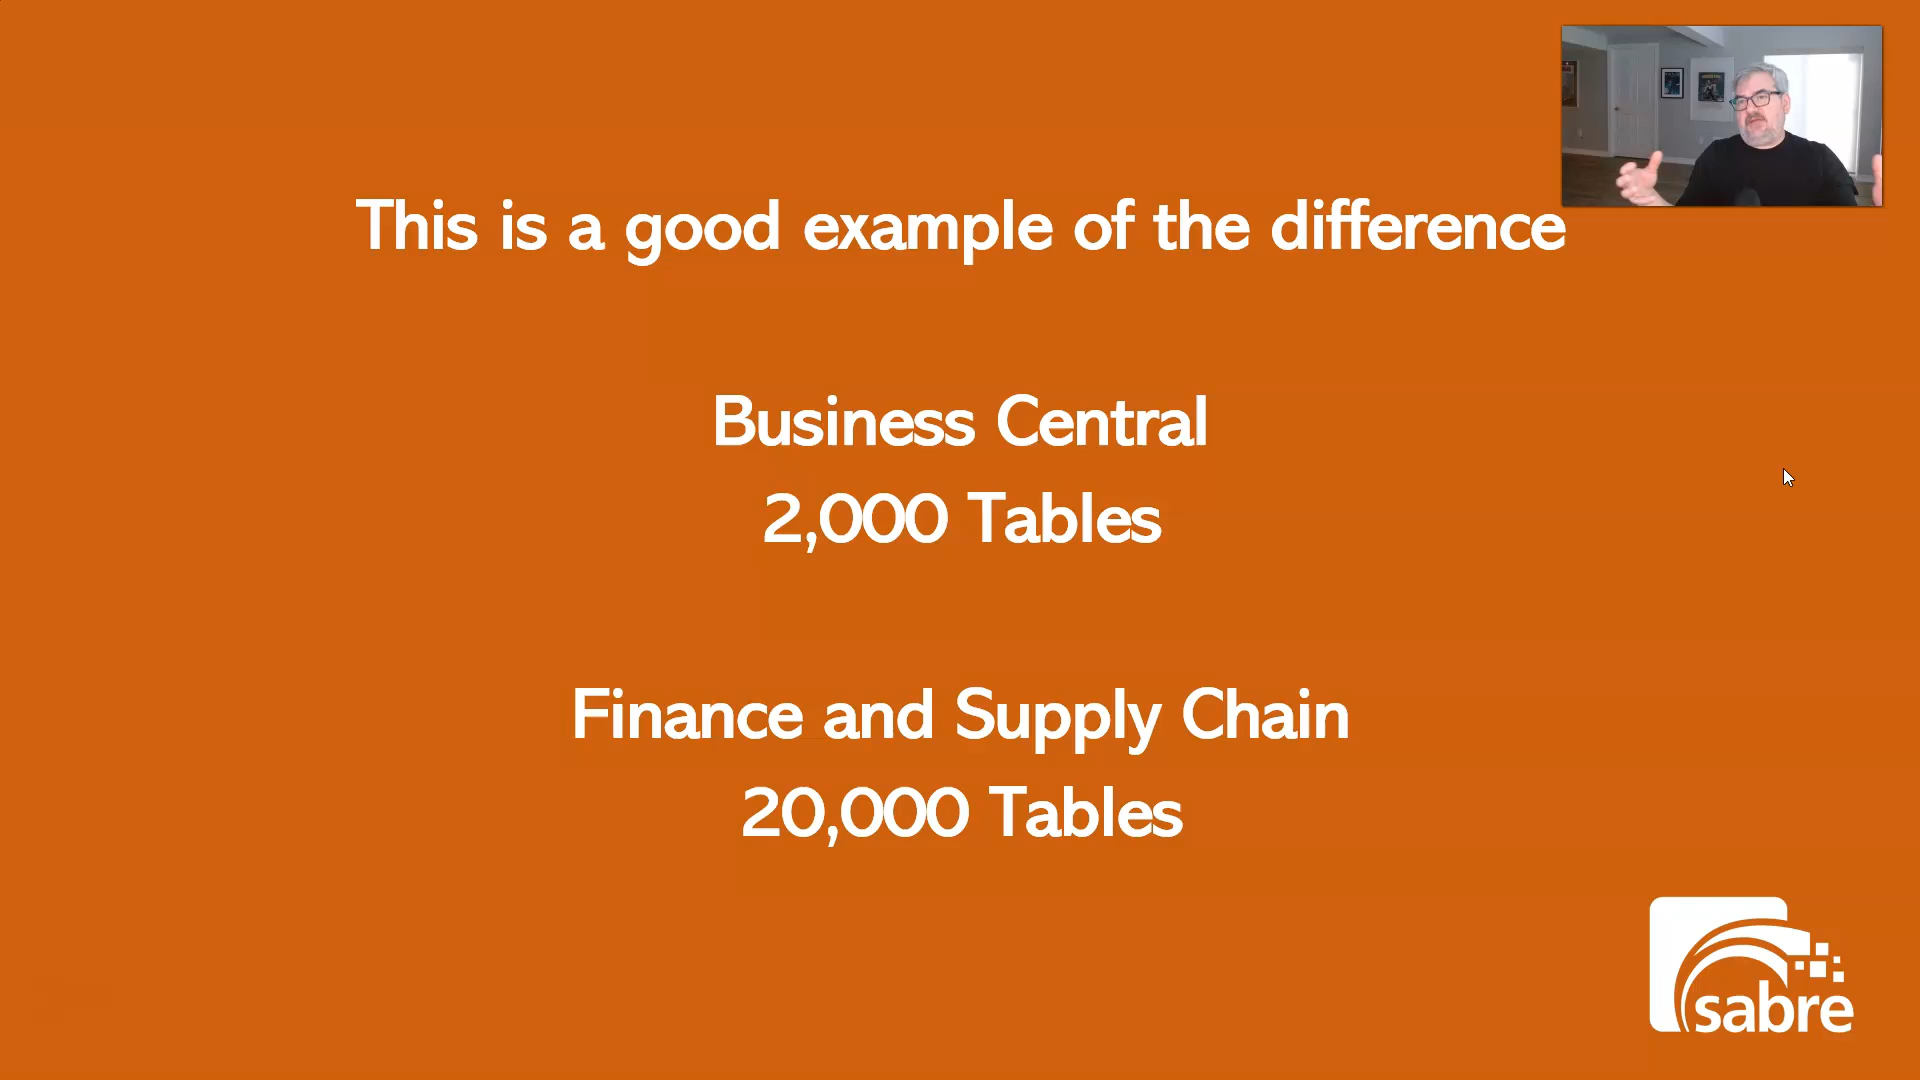 This is a good example of the difference
Business Central
2,000 Tables
Finance and Supply Chain
20,000 Tables
sabre